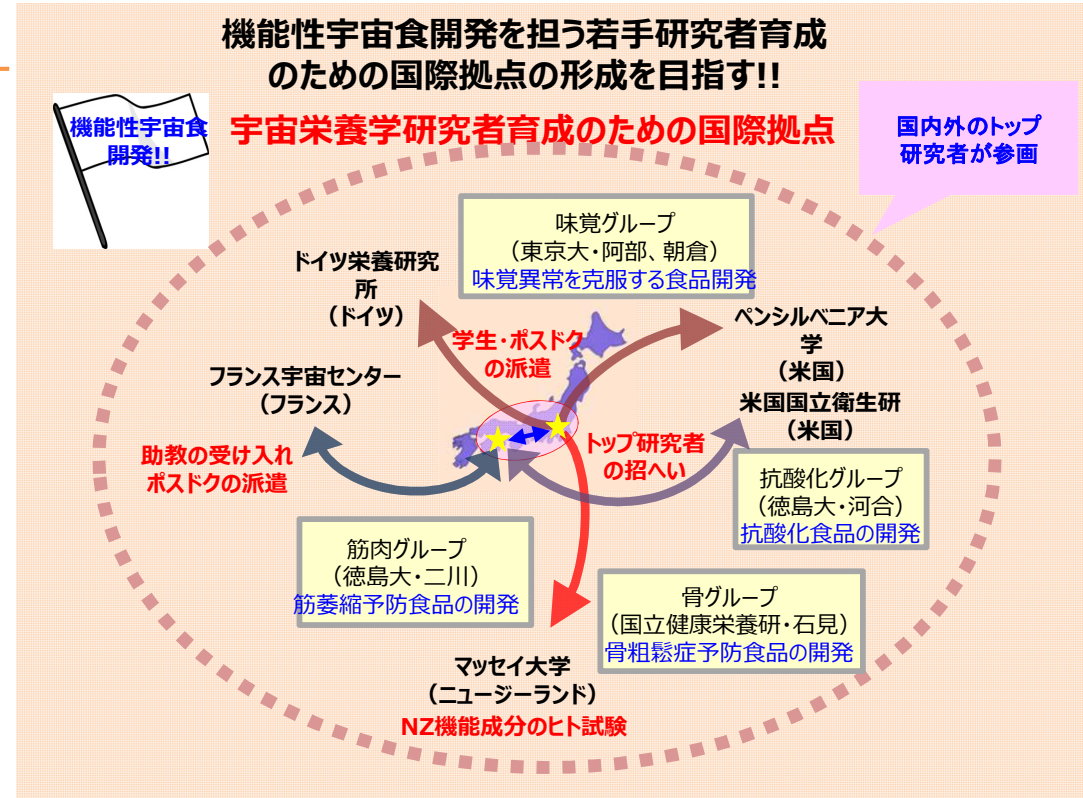 機能性宇宙食開発を担う若手研究者育成
のための国際拠点の形成を目指す!!
機能性宇宙食
開発!!
宇宙栄養学研究者育成のための国際拠点
国内外のトップ
研究者が参画
味覚グループ
（東京大・阿部、朝倉）
味覚異常を克服する食品開発
ドイツ栄養研究
所
（ドイツ）
学生・ポスドク
の派遣
ペンシルベニア大
学
（米国）
米国国立衛生研
（米国）
フランス宇宙センター
（フランス）
助教の受け入れ
ポスドクの派遣
トップ研究者
の招へい
抗酸化グループ
（徳島大・河合）
抗酸化食品の開発
筋肉グループ
（徳島大・二川）
筋萎縮予防食品の開発
骨グループ
（国立健康栄養研・石見）
骨粗鬆症予防食品の開発
マッセイ大学
（ニュージーランド）
NZ機能成分のヒト試験